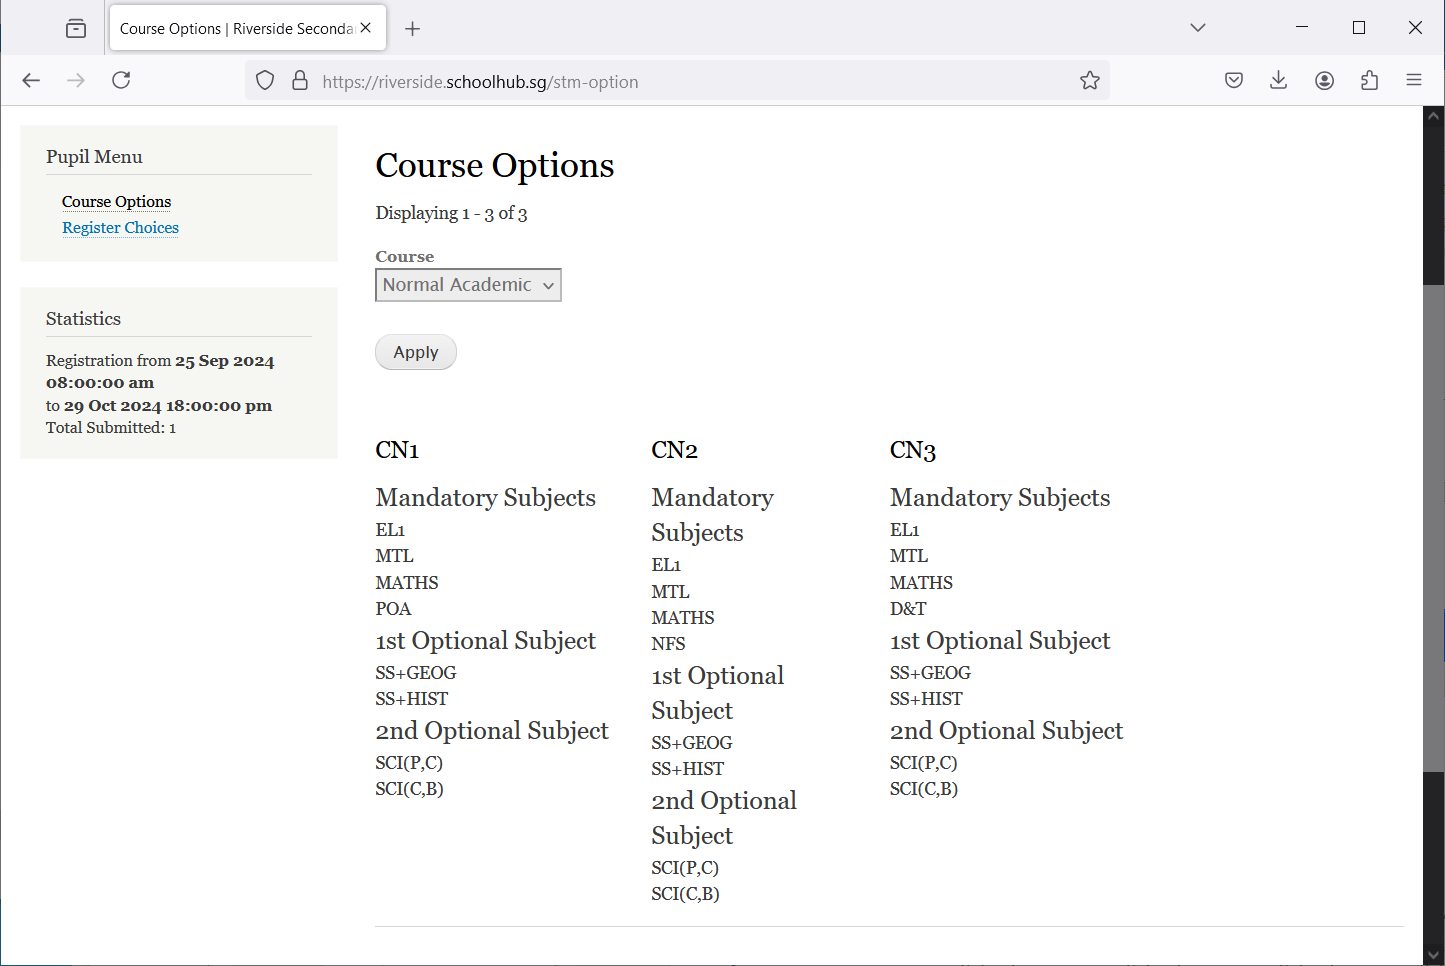 Course Options | Riverside Seconda
https://riverside.schoolhub.sg/stm-option
Pupil Menu
Course Options
Register Choices
Statistics
Registration from 25 Sep 2024
08:00:00 am
to 29 Oct 2024 18:00:00 pm
Total Submitted: 1
Course Options
Displaying 1 - 3 of 3
Course
Normal Academic
Apply
CN1
Mandatory Subjects
EL1
MTL
MATHS
POA
1st Optional Subject
SS+GEOG
SS+HIST
2nd Optional Subject
SCI(P,C)
SCI(C,B)
CN2
Mandatory
Subjects
EL1
MTL
MATHS
NFS
1st Optional
Subject
SS+GEOG
SS+HIST
2nd Optional
Subject
SCI(P,C)
SCI(C,B)
CN3
Mandatory Subjects
EL1
MTL
MATHS
D&T
1st Optional Subject
SS+GEOG
SS+HIST
2nd Optional Subject
SCI(P,C)
SCI(C,B)